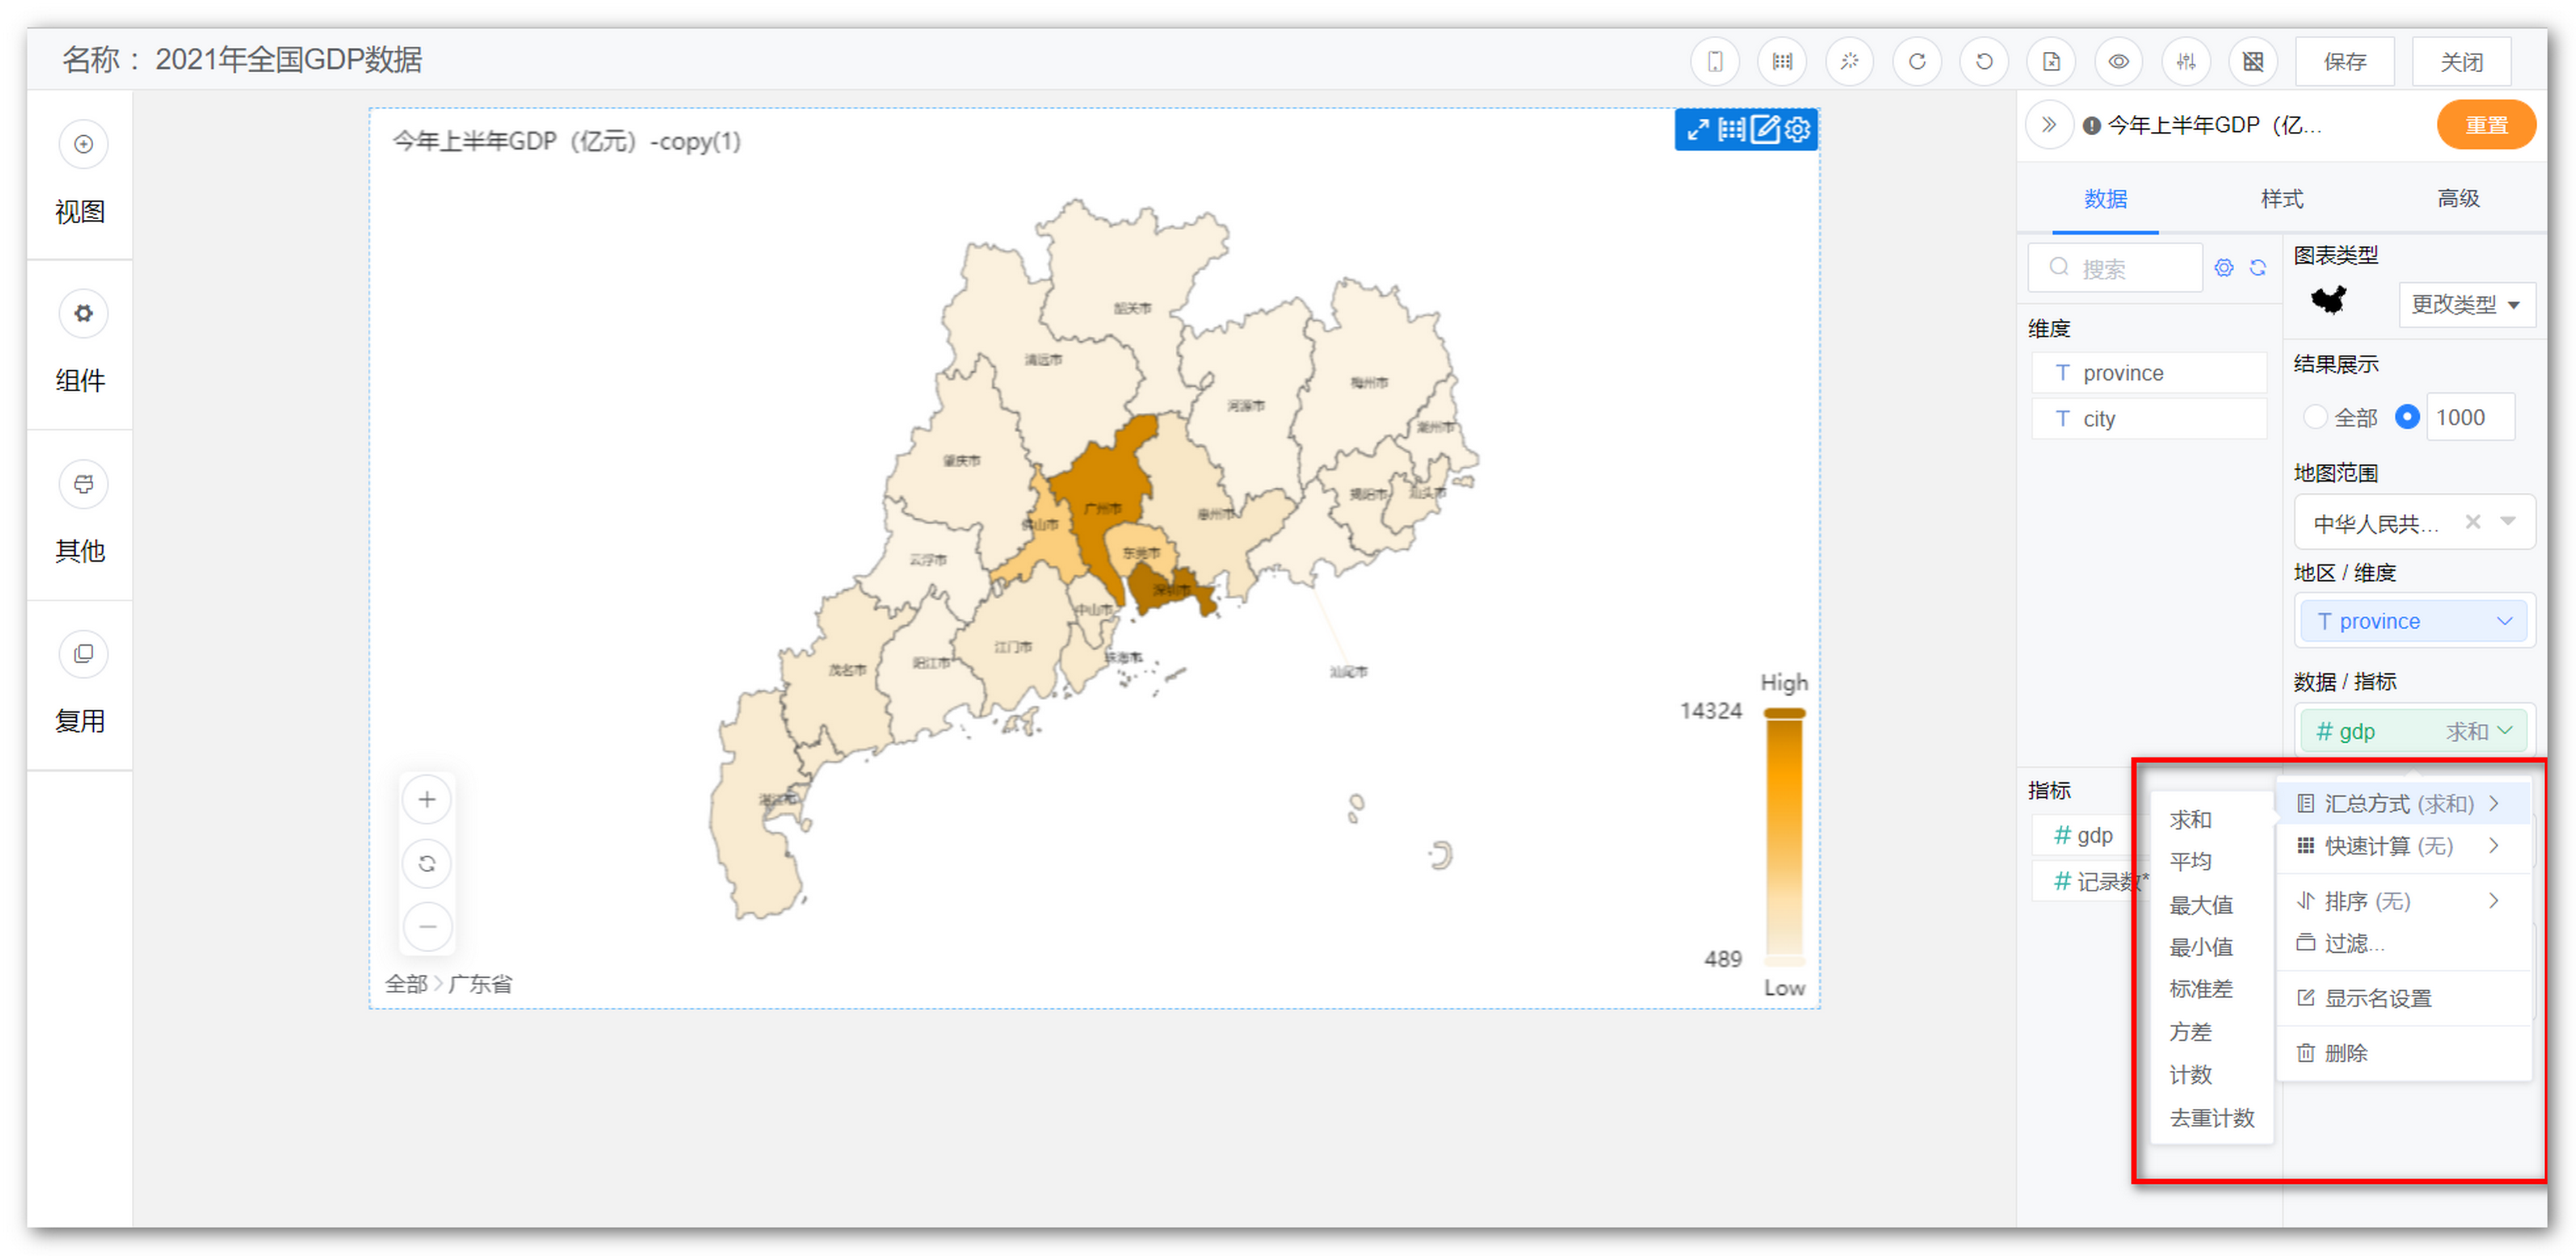 名称： 2021年全国GDP数据
保存
关闭
视图
组件
其他
复用
今年上半年GDP（亿元）-copy(1)
韶关市
清远市
梅州市
河源市
潮州市
肇庆市
揭阳市
汕头市
广州市
惠州市
佛山市
东莞市
云浮市
深圳市
中山市
江门市
珠海市
阳江市
茂名市
汕尾市
湛江市
High
14324
489
Low
全部 > 广东省
今年上半年GDP（亿...
重置
数据
样式
高级
搜索
维度
T province
T city
指标
# gdp
# 记录数*
图表类型
更改类型
结果展示
全部
1000
地图范围
中华人民共...
地区 / 维度
T province
数据 / 指标
# gdp 求和
汇总方式 (求和)
快速计算 (无)
排序 (无)
过滤...
显示名设置
删除
求和
平均
最大值
最小值
标准差
方差
计数
去重计数